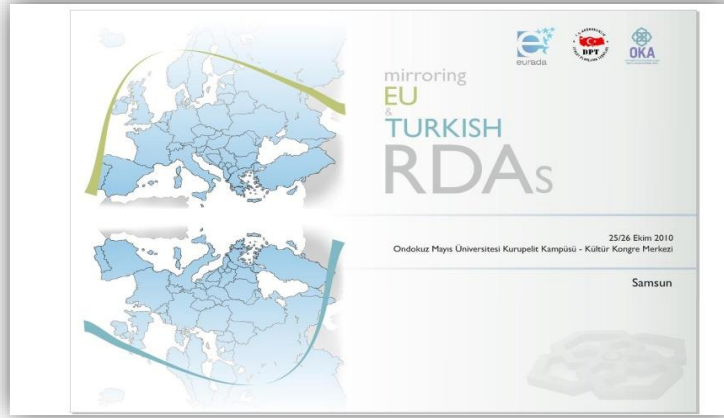 eurada
DPT
OKA
mirroring
EU
&
TURKISH
RDAs
25/26 Ekim 2010
Ondokuz Mayıs Üniversitesi Kurupelit Kampüsü - Kültür Kongre Merkezi
Samsun